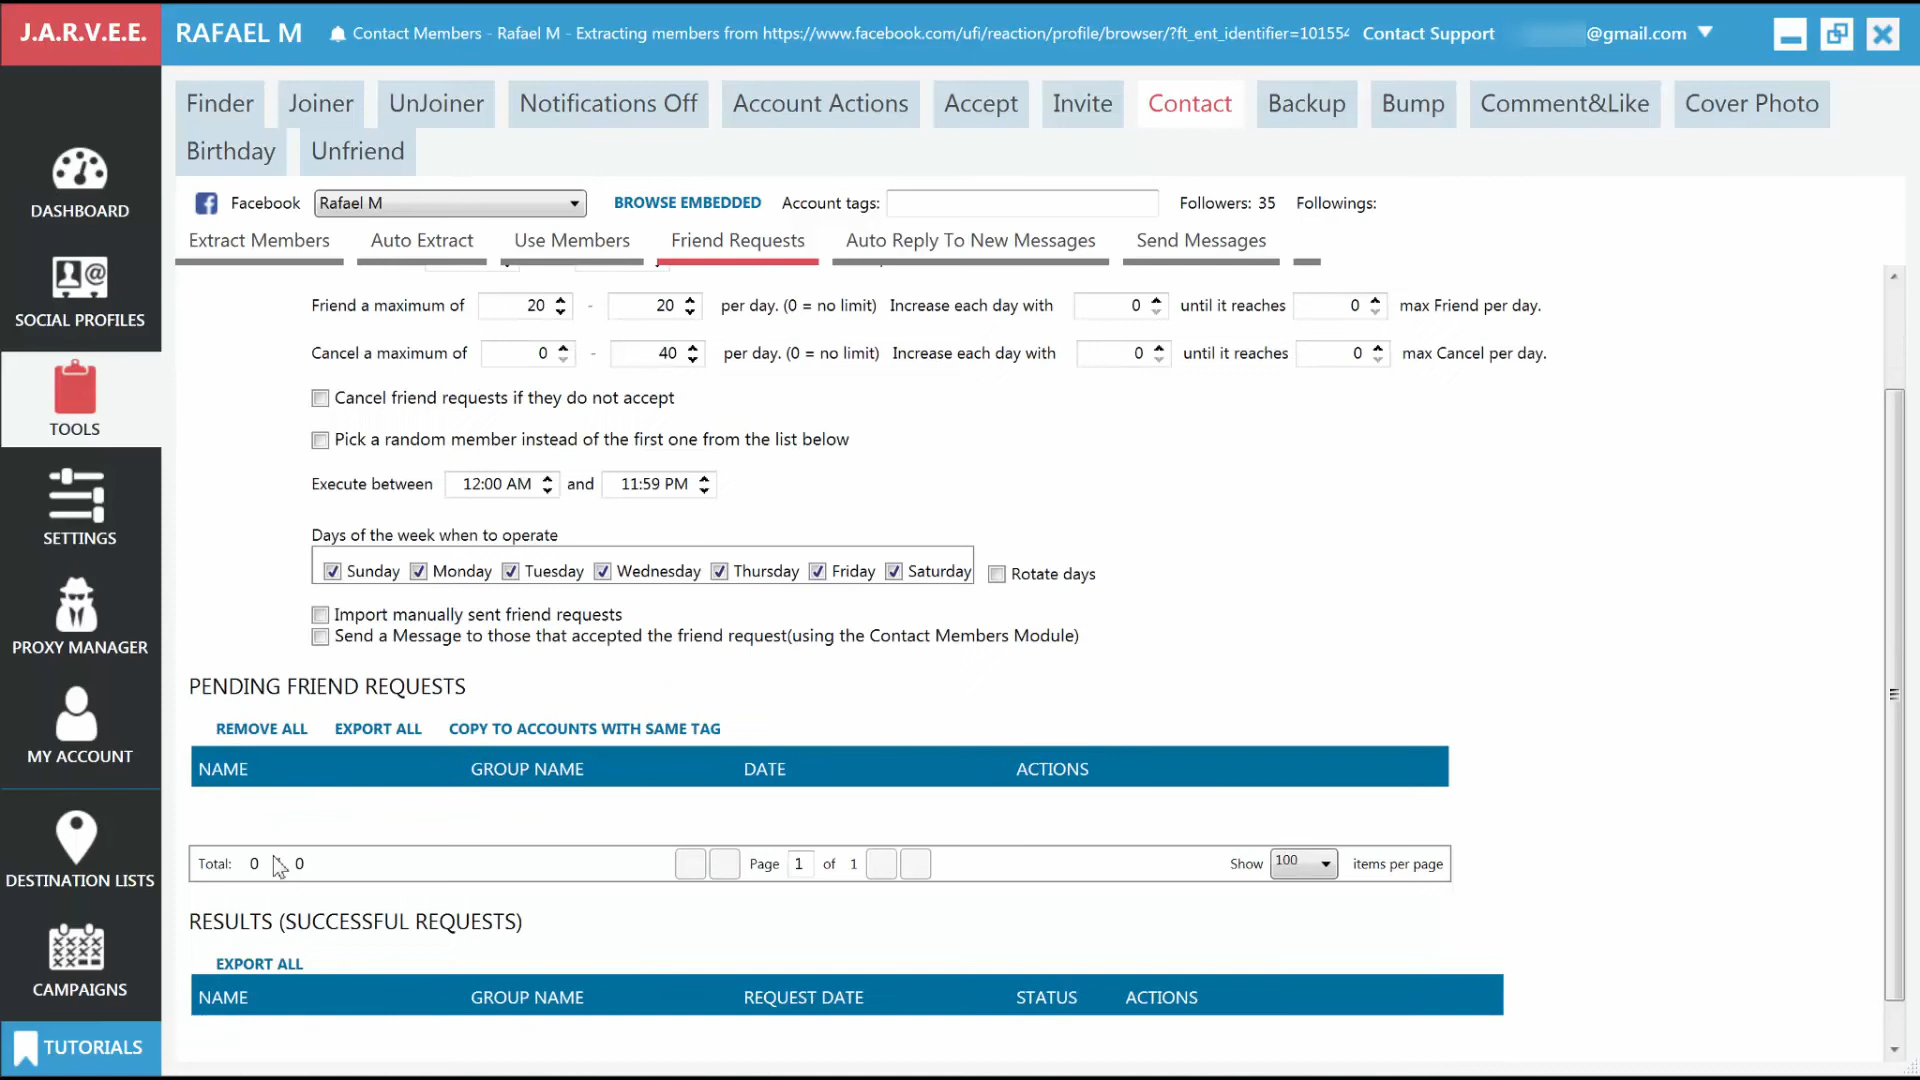 J.A.R.V.E.E. RAFAEL M Contact Members - Rafael M - Extracting members from https://www.facebook.com/ufi/reaction/profile/browser/?ft_ent_identifier=101554 Contact Support @gmail.com
Finder Joiner UnJoiner Notifications Off Account Actions Accept Invite Contact Backup Bump Comment&Like Cover Photo
Birthday Unfriend
DASHBOARD
SOCIAL PROFILES
TOOLS
SETTINGS
PROXY MANAGER
MY ACCOUNT
DESTINATION LISTS
CAMPAIGNS
TUTORIALS
Facebook Rafael M BROWSE EMBEDDED Account tags: Followers: 35 Followings:
Extract Members Auto Extract Use Members Friend Requests Auto Reply To New Messages Send Messages
Friend a maximum of 20 - 20 per day. (0 = no limit) Increase each day with 0 until it reaches 0 max Friend per day.
Cancel a maximum of 0 - 40 per day. (0 = no limit) Increase each day with 0 until it reaches 0 max Cancel per day.
Cancel friend requests if they do not accept
Pick a random member instead of the first one from the list below
Execute between 12:00 AM and 11:59 PM
Days of the week when to operate
Sunday Monday Tuesday Wednesday Thursday Friday Saturday Rotate days
Import manually sent friend requests
Send a Message to those that accepted the friend request(using the Contact Members Module)
PENDING FRIEND REQUESTS
REMOVE ALL EXPORT ALL COPY TO ACCOUNTS WITH SAME TAG
NAME GROUP NAME DATE ACTIONS
Total: 0 0 Page 1 of 1 Show 100 items per page
RESULTS (SUCCESSFUL REQUESTS)
EXPORT ALL
NAME GROUP NAME REQUEST DATE STATUS ACTIONS